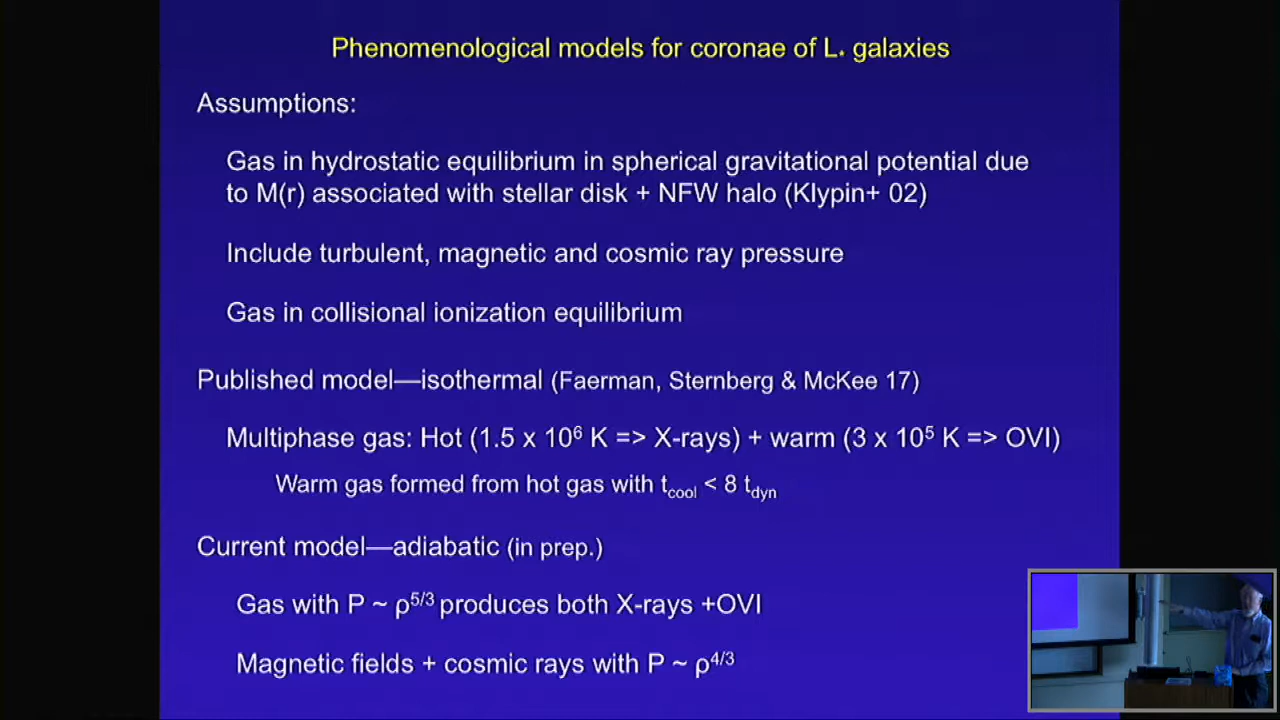 Phenomenological models for coronae of L* galaxies
Assumptions:
Gas in hydrostatic equilibrium in spherical gravitational potential due
to M(r) associated with stellar disk + NFW halo (Klypin+ 02)
Include turbulent, magnetic and cosmic ray pressure
Gas in collisional ionization equilibrium
Published model—isothermal (Faerman, Sternberg & McKee 17)
Multiphase gas: Hot (1.5 x 10⁶ K => X-rays) + warm (3 x 10⁵ K => OVI)
Warm gas formed from hot gas with t_cool < 8 t_dyn
Current model—adiabatic (in prep.)
Gas with P ~ ρ^5/3 produces both X-rays +OVI
Magnetic fields + cosmic rays with P ~ ρ^4/3